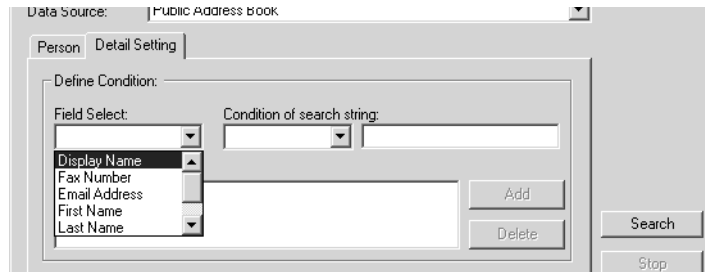 Data Source: Public Address Book
Person Detail Setting
Define Condition:
Field Select: Condition of search string:
Display Name
Fax Number
Email Address
First Name
Last Name
Add
Delete
Search
Stop